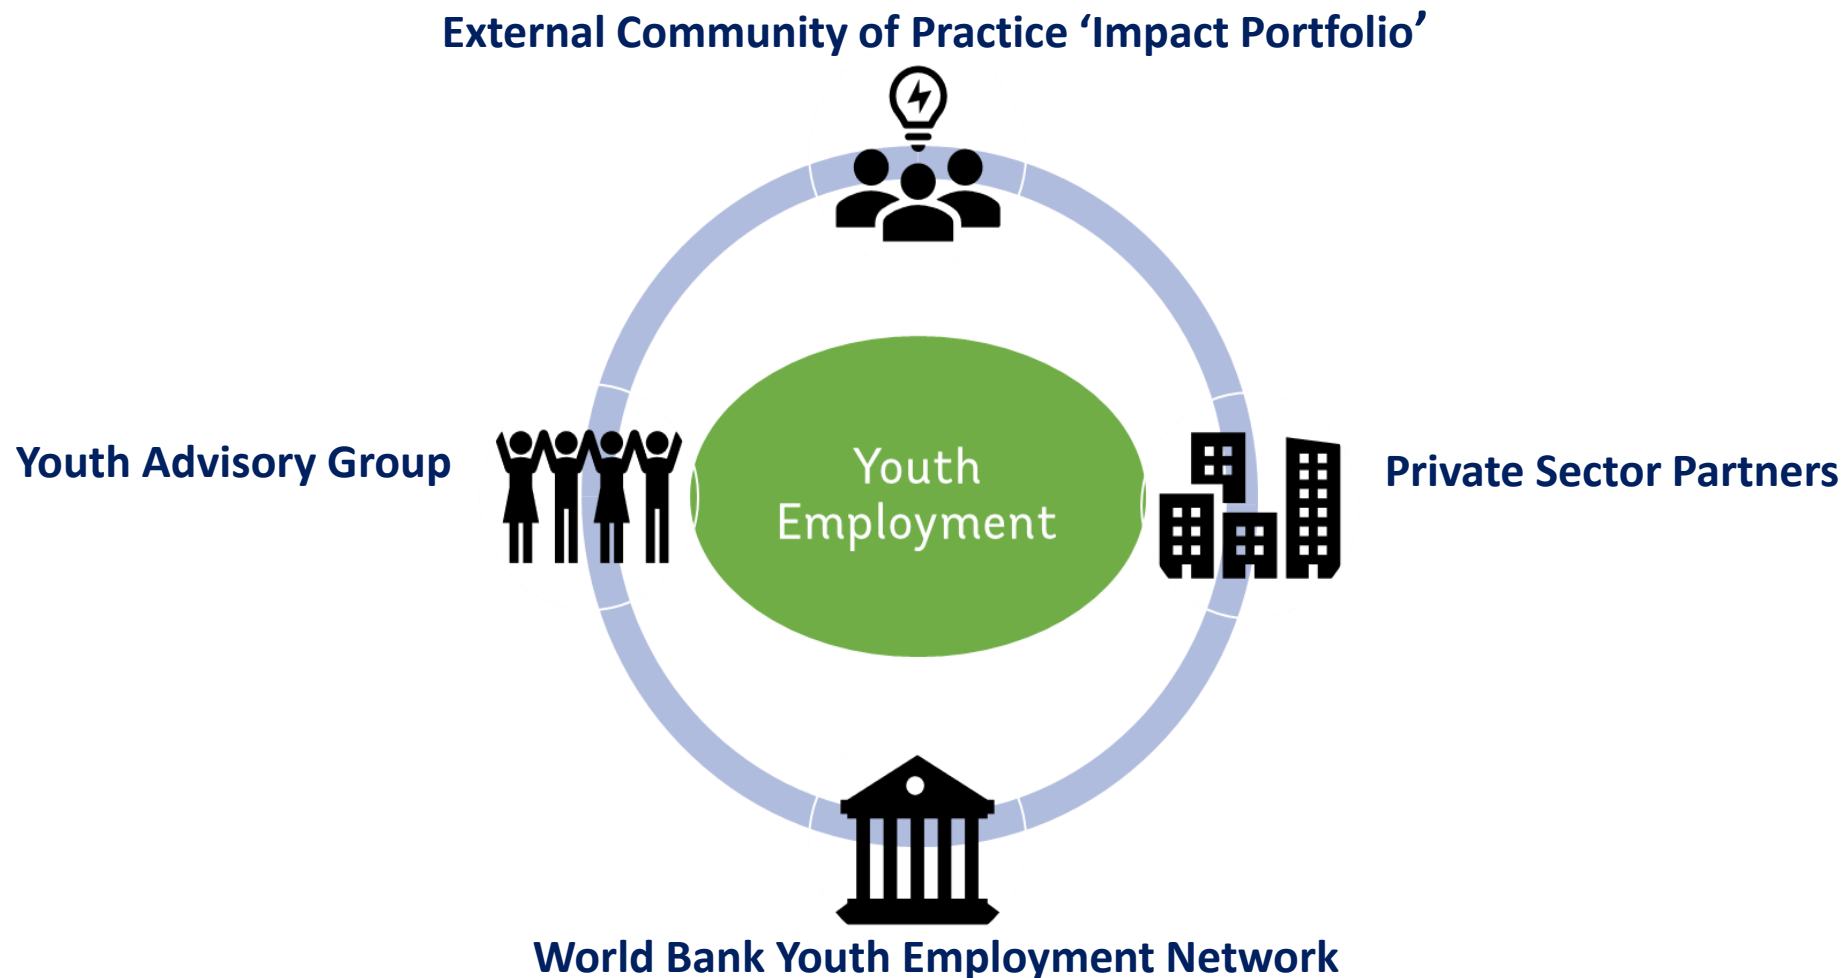 External Community of Practice ‘Impact Portfolio’
Youth Advisory Group
Youth
Employment
Private Sector Partners
World Bank Youth Employment Network